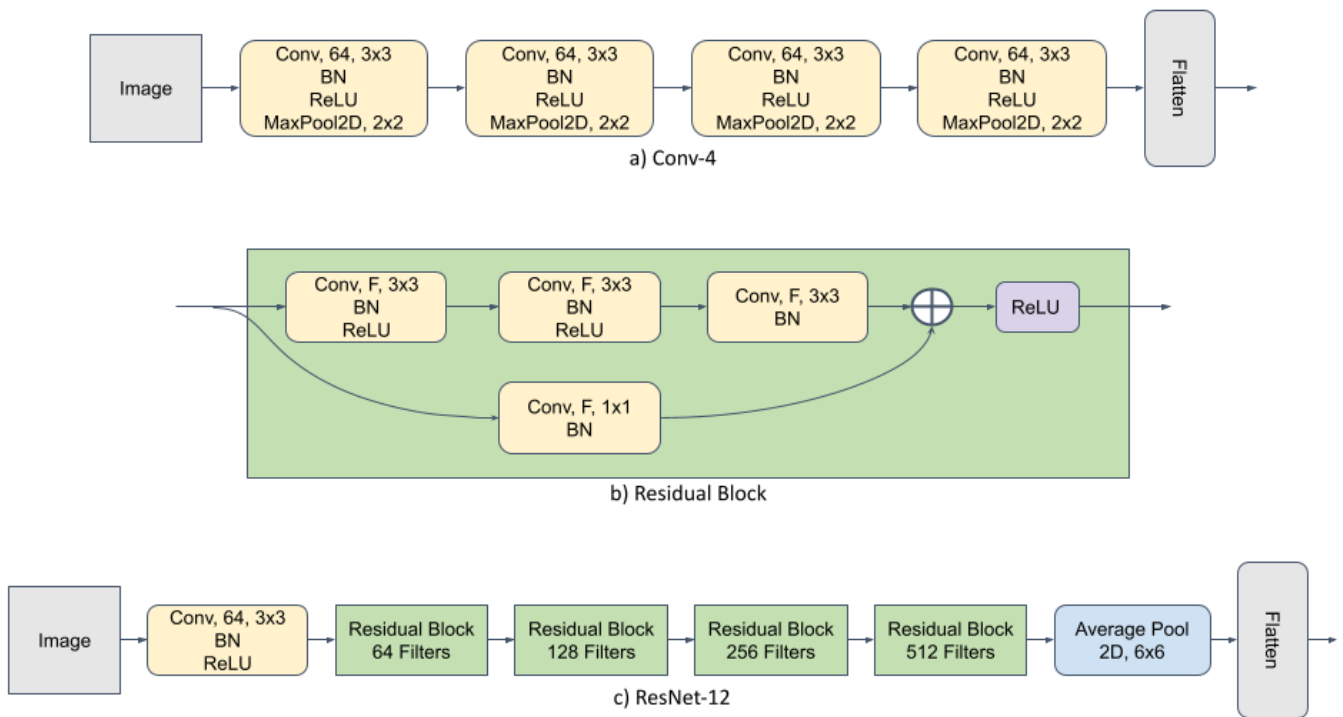 Image
Conv, 64, 3x3
BN
ReLU
MaxPool2D, 2x2
Conv, 64, 3x3
BN
ReLU
MaxPool2D, 2x2
Conv, 64, 3x3
BN
ReLU
MaxPool2D, 2x2
Conv, 64, 3x3
BN
ReLU
MaxPool2D, 2x2
Flatten
a) Conv-4
Conv, F, 3x3
BN
ReLU
Conv, F, 3x3
BN
ReLU
Conv, F, 3x3
BN
ReLU
Conv, F, 1x1
BN
b) Residual Block
Image
Conv, 64, 3x3
BN
ReLU
Residual Block
64 Filters
Residual Block
128 Filters
Residual Block
256 Filters
Residual Block
512 Filters
Average Pool
2D, 6x6
Flatten
c) ResNet-12